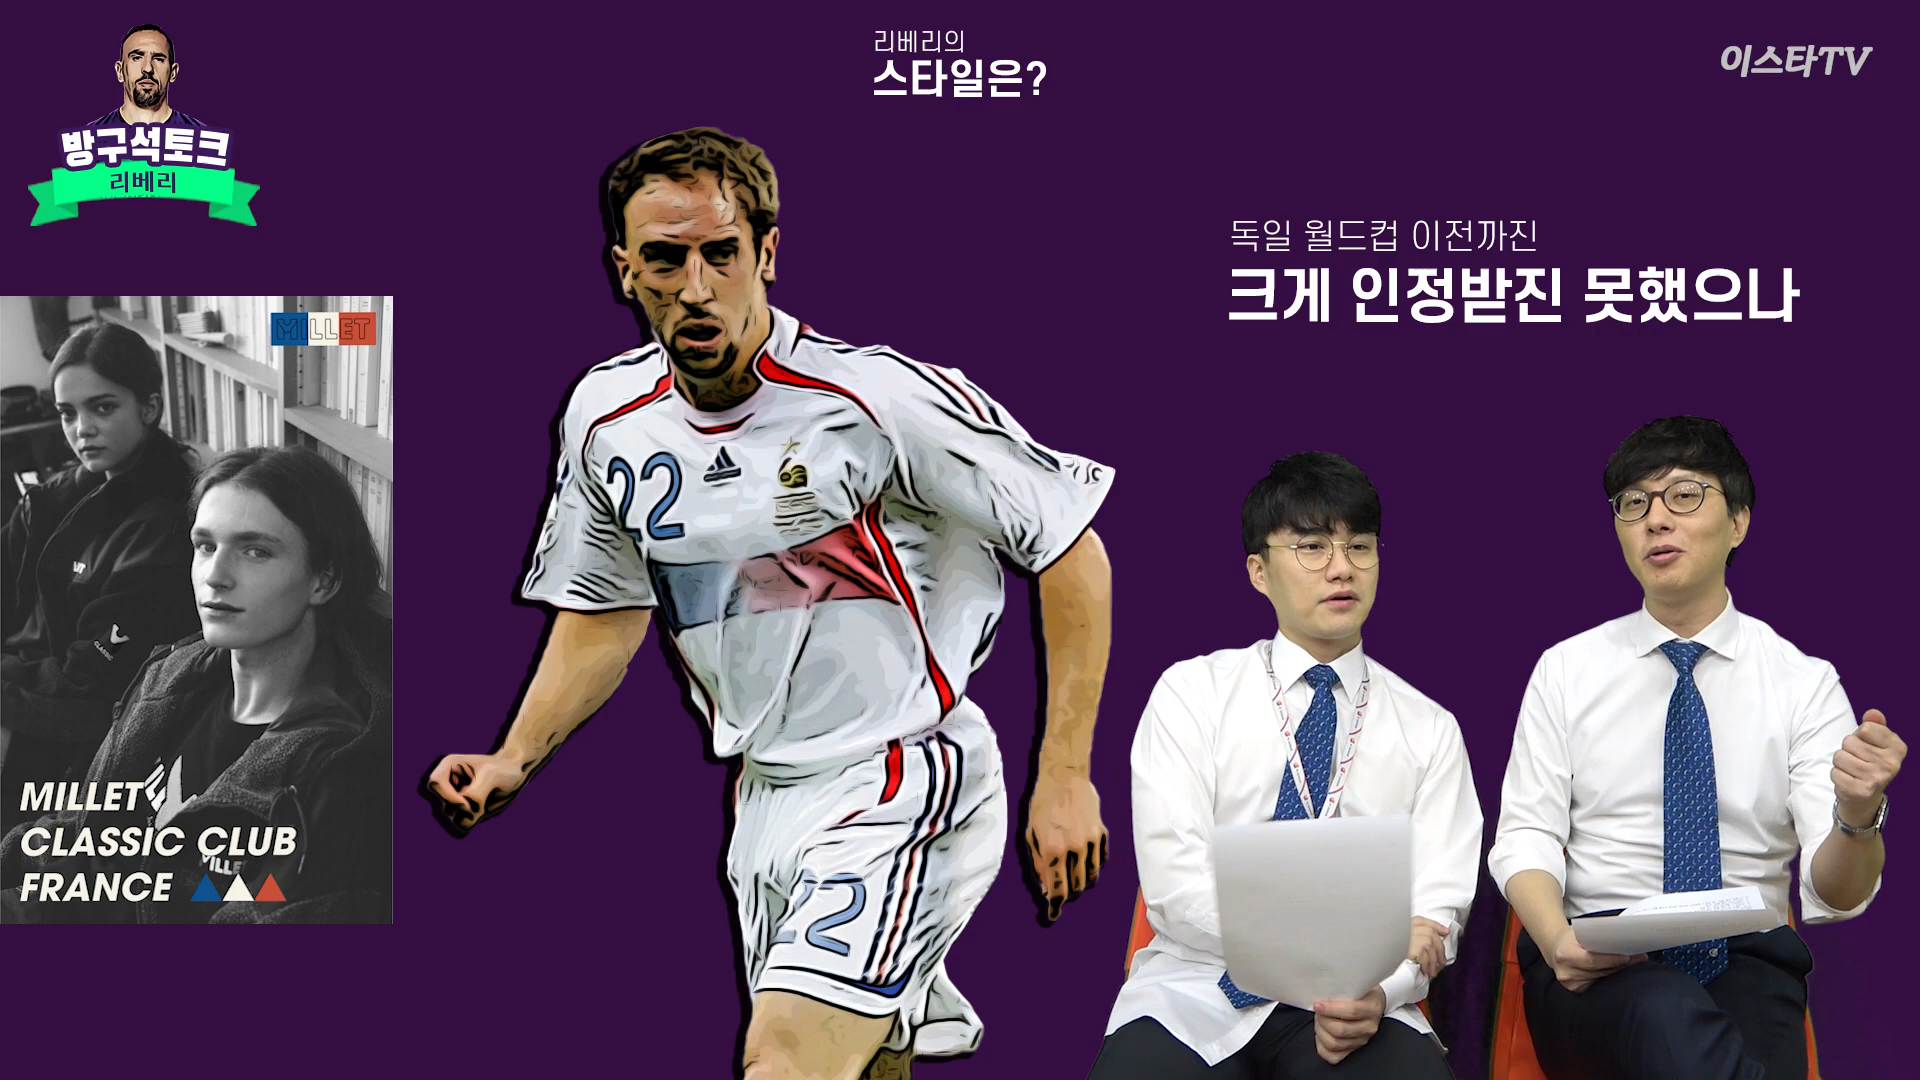 방구석토크
리베리
리베리의
스타일은?
이스타TV
독일 월드컵 이전까진
크게 인정받진 못했으나
MILLET
MILLET
CLASSIC CLUB
FRANCE
22
22